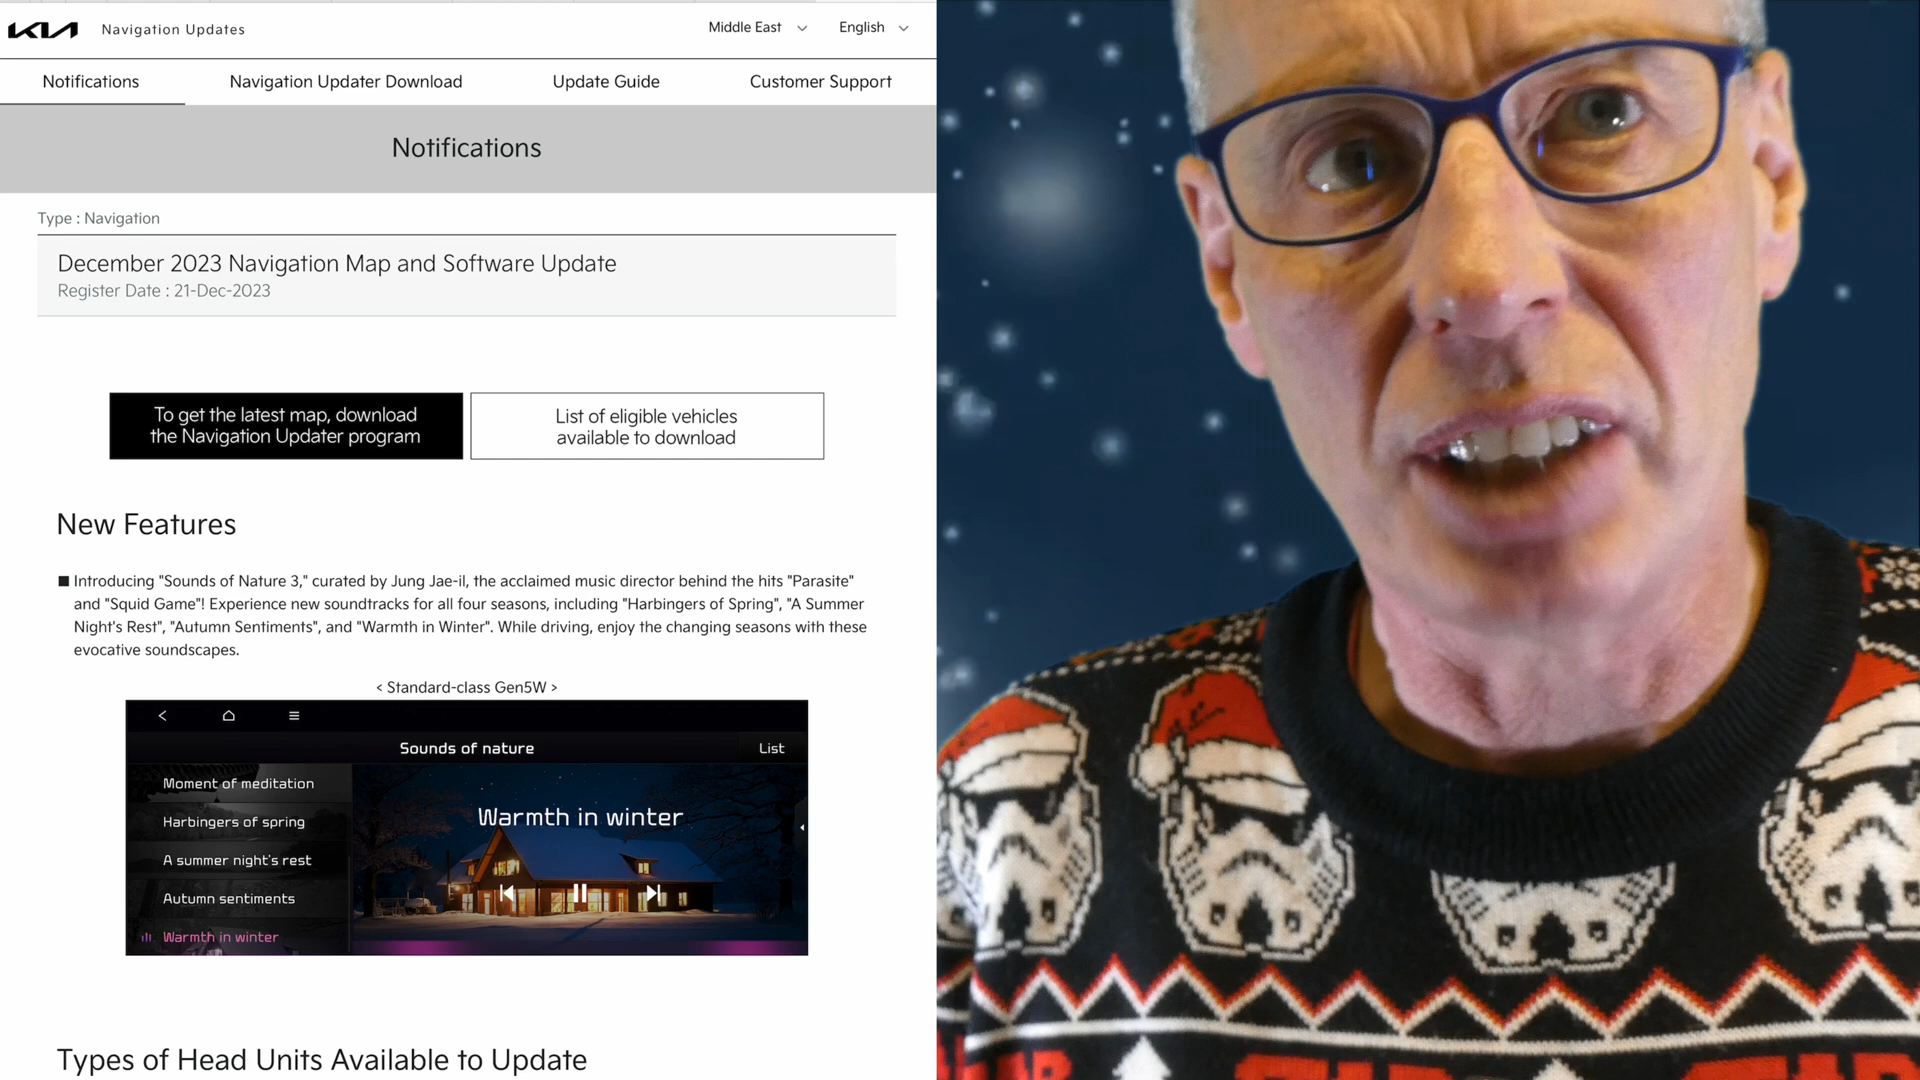 KIA Navigation Updates
Middle East
English
Notifications
Navigation Updater Download
Update Guide
Customer Support
Notifications
Type : Navigation
December 2023 Navigation Map and Software Update
Register Date : 21-Dec-2023
To get the latest map, download
the Navigation Updater program
List of eligible vehicles
available to download
New Features
■ Introducing "Sounds of Nature 3," curated by Jung Jae-il, the acclaimed music director behind the hits "Parasite"
and "Squid Game"! Experience new soundtracks for all four seasons, including "Harbingers of Spring", "A Summer
Night's Rest", "Autumn Sentiments", and "Warmth in Winter". While driving, enjoy the changing seasons with these
evocative soundscapes.
< Standard-class Gen5W >
Sounds of nature
List
Moment of meditation
Harbingers of spring
A summer night's rest
Autumn sentiments
Warmth in winter
Warmth in winter
Types of Head Units Available to Update